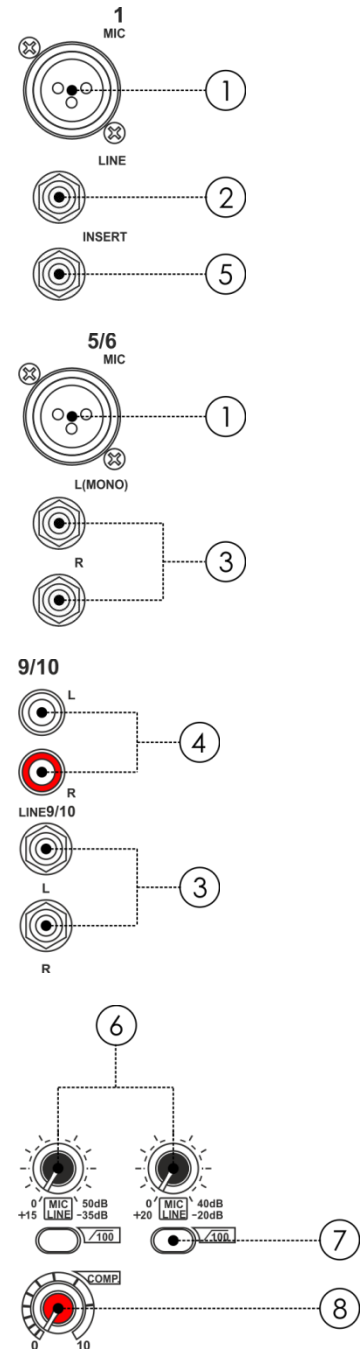 1
MIC
1
LINE
2
INSERT
5
5/6
MIC
1
L(MONO)
R
3
9/10
L
4
R
LINE9/10
L
3
R
6
0 MIC 50dB
+15 LINE -35dB
/100
0 MIC 40dB
+20 LINE -20dB
/100
7
COMP
8
0 10